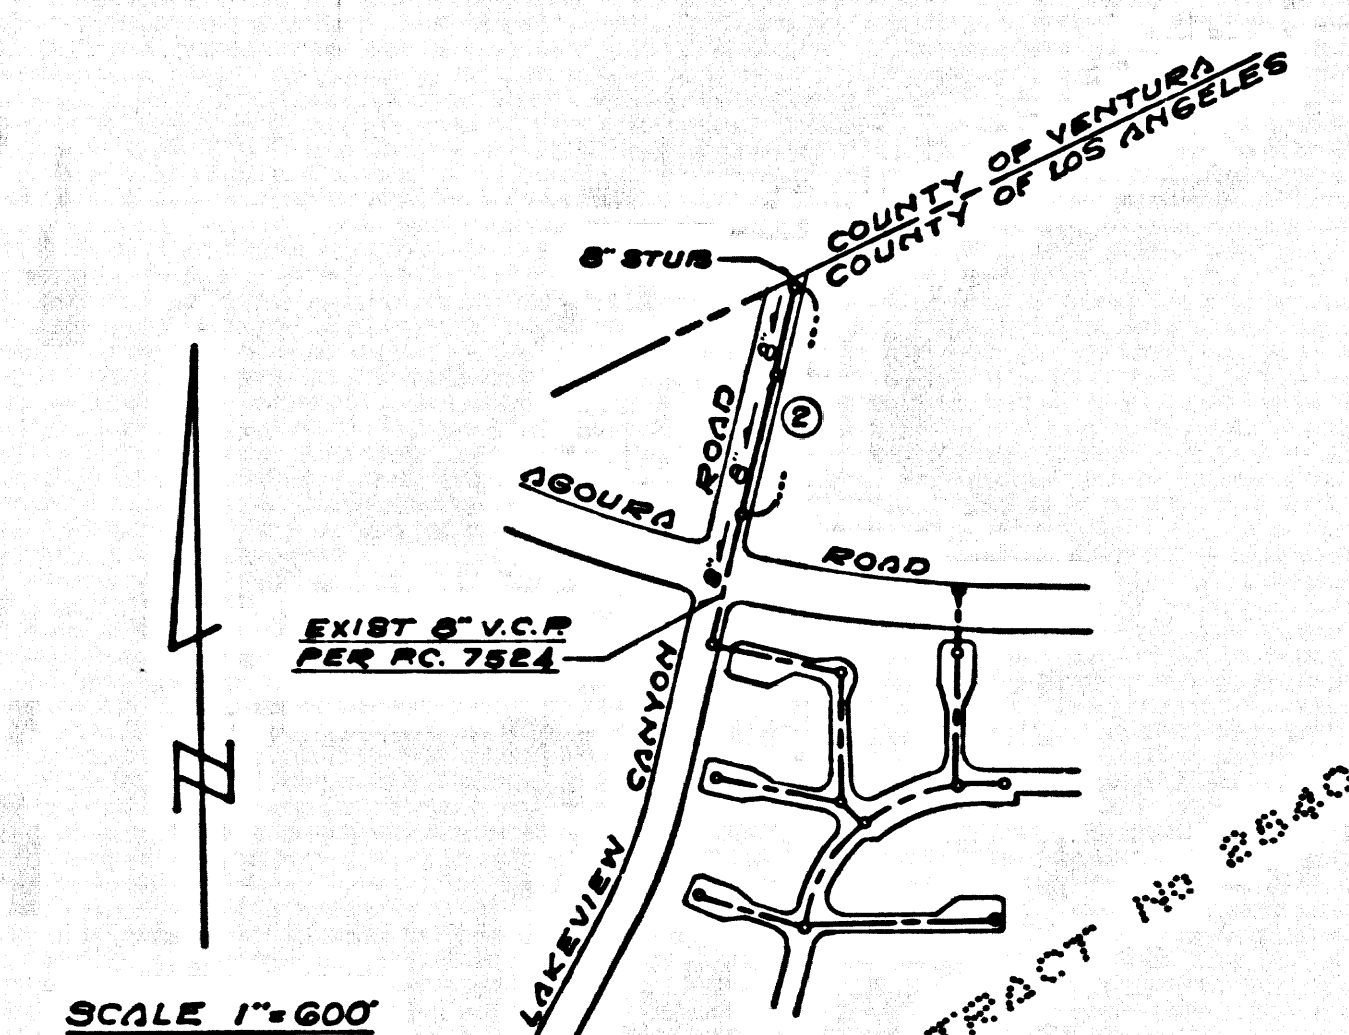 COUNTY OF VENTURA
COUNTY OF LOS ANGELES
8" STUB
8"
ROAD
2
8"
AGOURA
ROAD
8"
EXIST 8" V.C.P.
PER P.C. 7524
LAKEVIEW CANYON
TRACT NO
SCALE 1"=600'